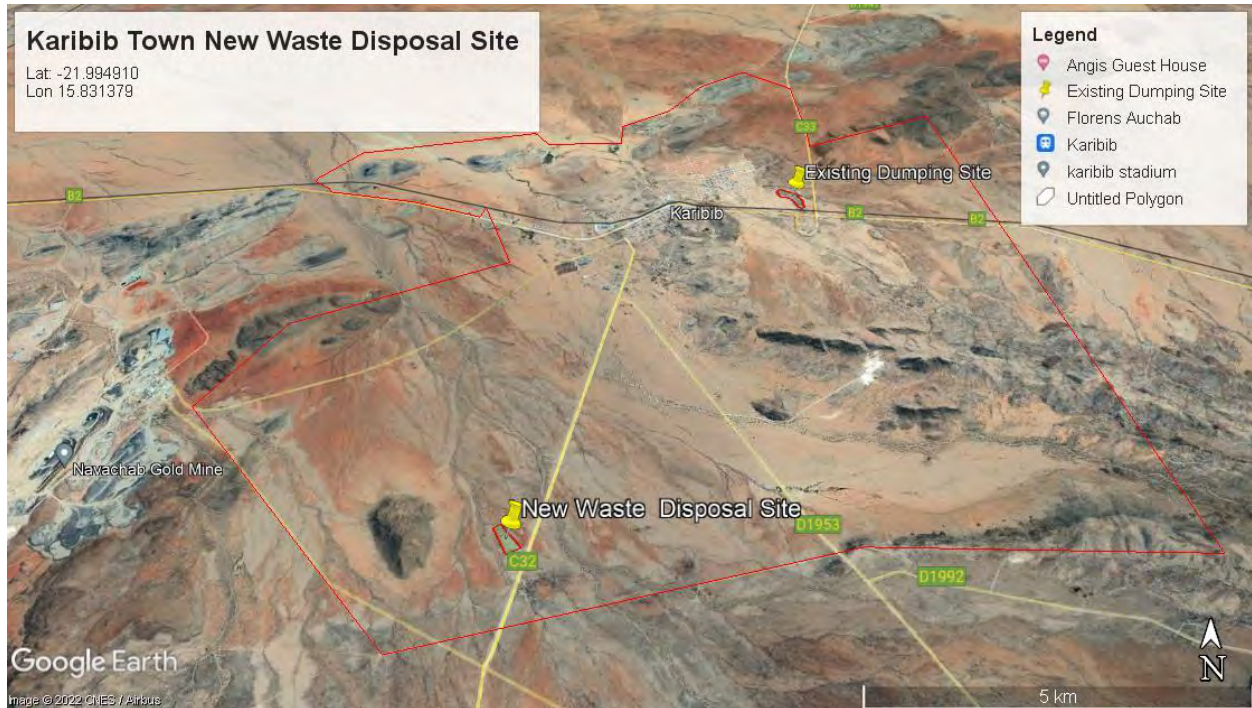 Karibib Town New Waste Disposal Site
Lat: -21.994910
Lon 15.831379
Legend
Angis Guest House
Existing Dumping Site
Florens Auchab
Karibib
karibib stadium
Untitled Polygon
C33
Existing Dumping Site
B2
Karibib
B2
B2
Navachab Gold Mine
New Waste Disposal Site
D1953
C32
D1992
Google Earth
N
Image © 2022 CNES / Airbus
5 km